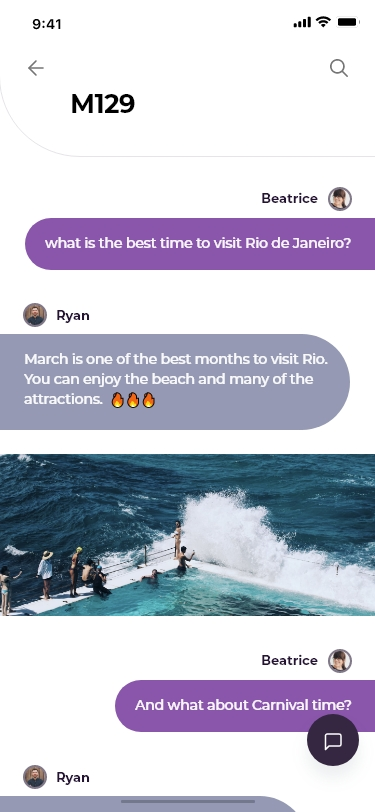 9:41
M129
Beatrice
what is the best time to visit Rio de Janeiro?
Ryan
March is one of the best months to visit Rio.
You can enjoy the beach and many of the
attractions. 🔥🔥🔥
Beatrice
And what about Carnival time?
Ryan